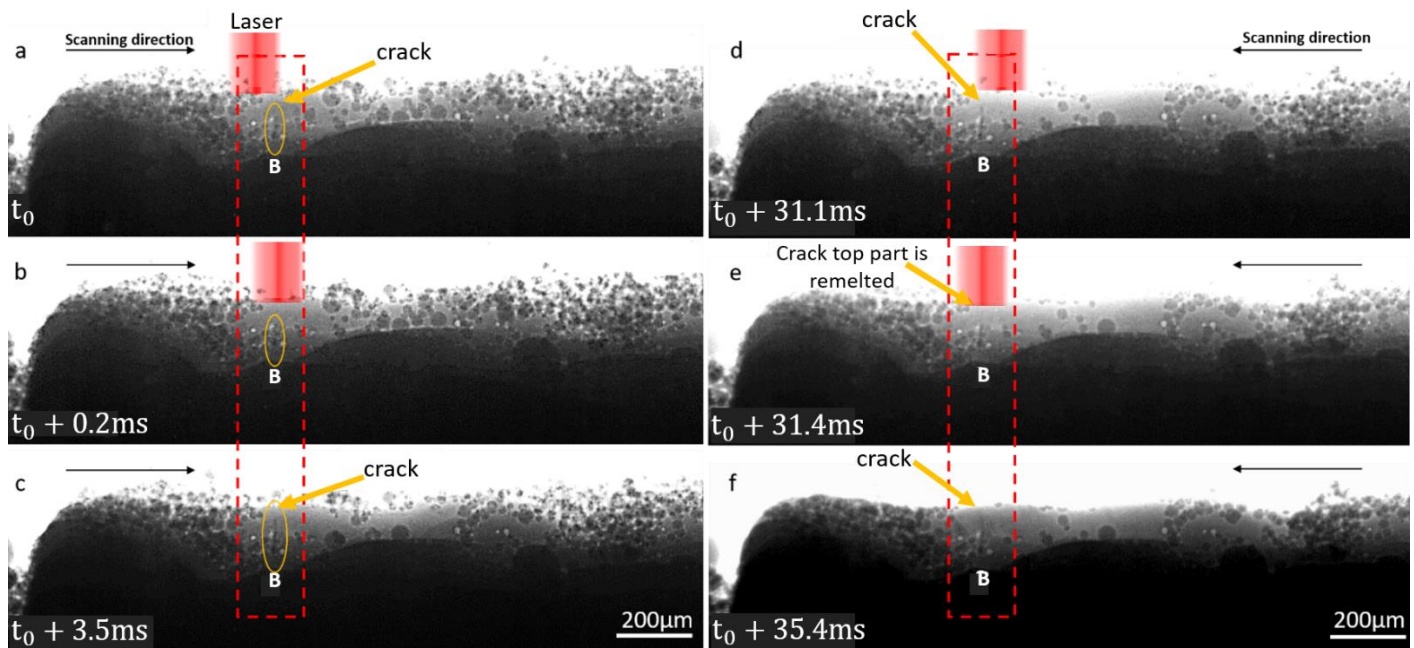 Laser
a
Scanning direction
crack
B
t₀
b
B
t₀ + 0.2ms
c
crack
B
t₀ + 3.5ms
200μm
crack
d
Scanning direction
B
t₀ + 31.1ms
Crack top part is
remelted
e
B
t₀ + 31.4ms
crack
f
B
t₀ + 35.4ms
200μm